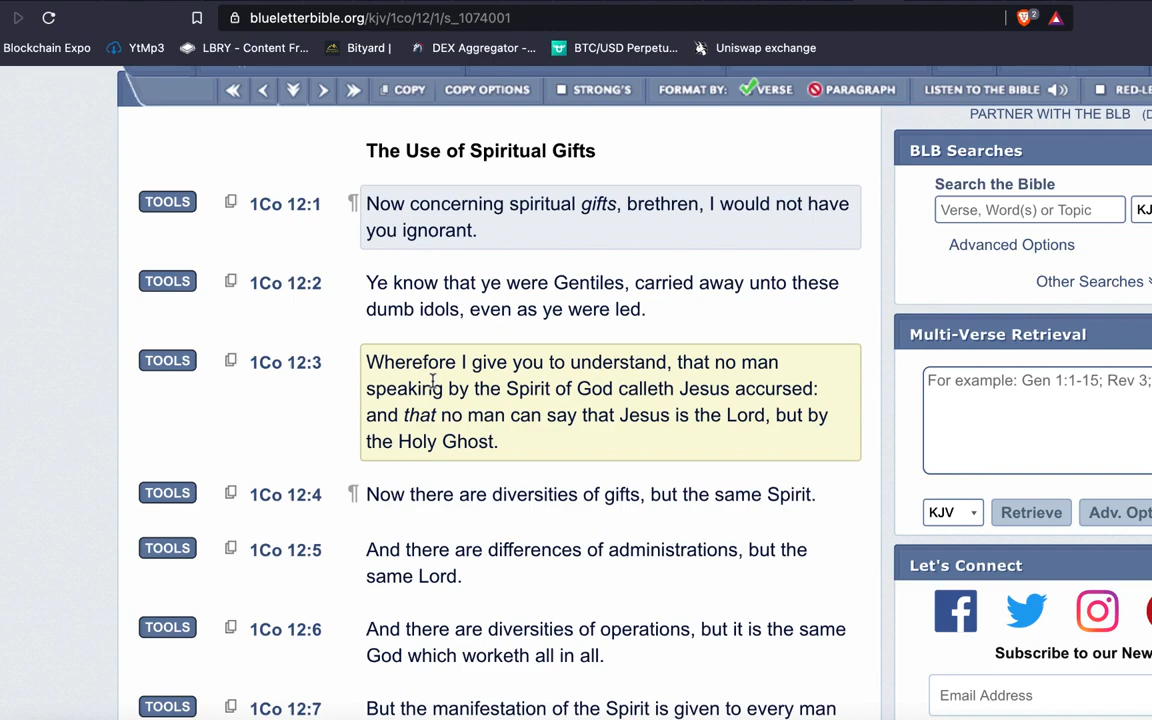 blueletterbible.org/kjv/1co/12/1/s_1074001 2
Blockchain Expo YtMp3 LBRY - Content Fr... Bityard | DEX Aggregator -... BTC/USD Perpetu... Uniswap exchange
COPY COPY OPTIONS STRONG'S FORMAT BY: VERSE PARAGRAPH LISTEN TO THE BIBLE RED-LE
PARTNER WITH THE BLB (D
The Use of Spiritual Gifts
TOOLS 1Co 12:1 ¶ Now concerning spiritual gifts, brethren, I would not have
you ignorant.
TOOLS 1Co 12:2 Ye know that ye were Gentiles, carried away unto these
dumb idols, even as ye were led.
TOOLS 1Co 12:3 Wherefore I give you to understand, that no man
speaking by the Spirit of God calleth Jesus accursed:
and that no man can say that Jesus is the Lord, but by
the Holy Ghost.
TOOLS 1Co 12:4 ¶ Now there are diversities of gifts, but the same Spirit.
TOOLS 1Co 12:5 And there are differences of administrations, but the
same Lord.
TOOLS 1Co 12:6 And there are diversities of operations, but it is the same
God which worketh all in all.
TOOLS 1Co 12:7 But the manifestation of the Spirit is given to every man
BLB Searches
Search the Bible
Verse, Word(s) or Topic KJ
Advanced Options
Other Searches
Multi-Verse Retrieval
For example: Gen 1:1-15; Rev 3;
KJV Retrieve Adv. Opt
Let's Connect
Subscribe to our New
Email Address